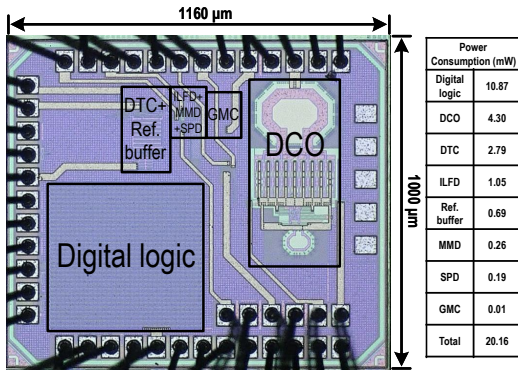 1160 µm
1000 µm
DTC+
Ref.
buffer
ILFD+
MMD
+SPD
GMC
DCO
Digital logic
Power
Consumption (mW)
Digital
logic 10.87
DCO 4.30
DTC 2.79
ILFD 1.05
Ref.
buffer 0.69
MMD 0.26
SPD 0.19
GMC 0.01
Total 20.16